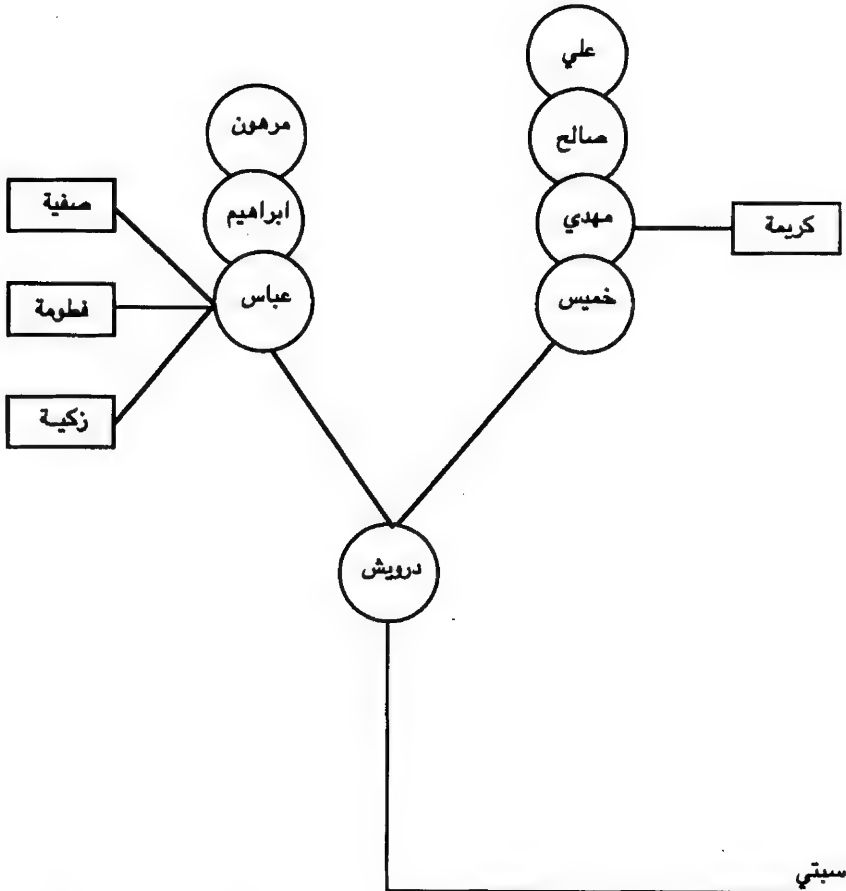 علي
مرهون
صالح
صفية
ابراهيم
مهدي
كريمة
فطومة
عباس
خميس
زكية
درويش
سبتي